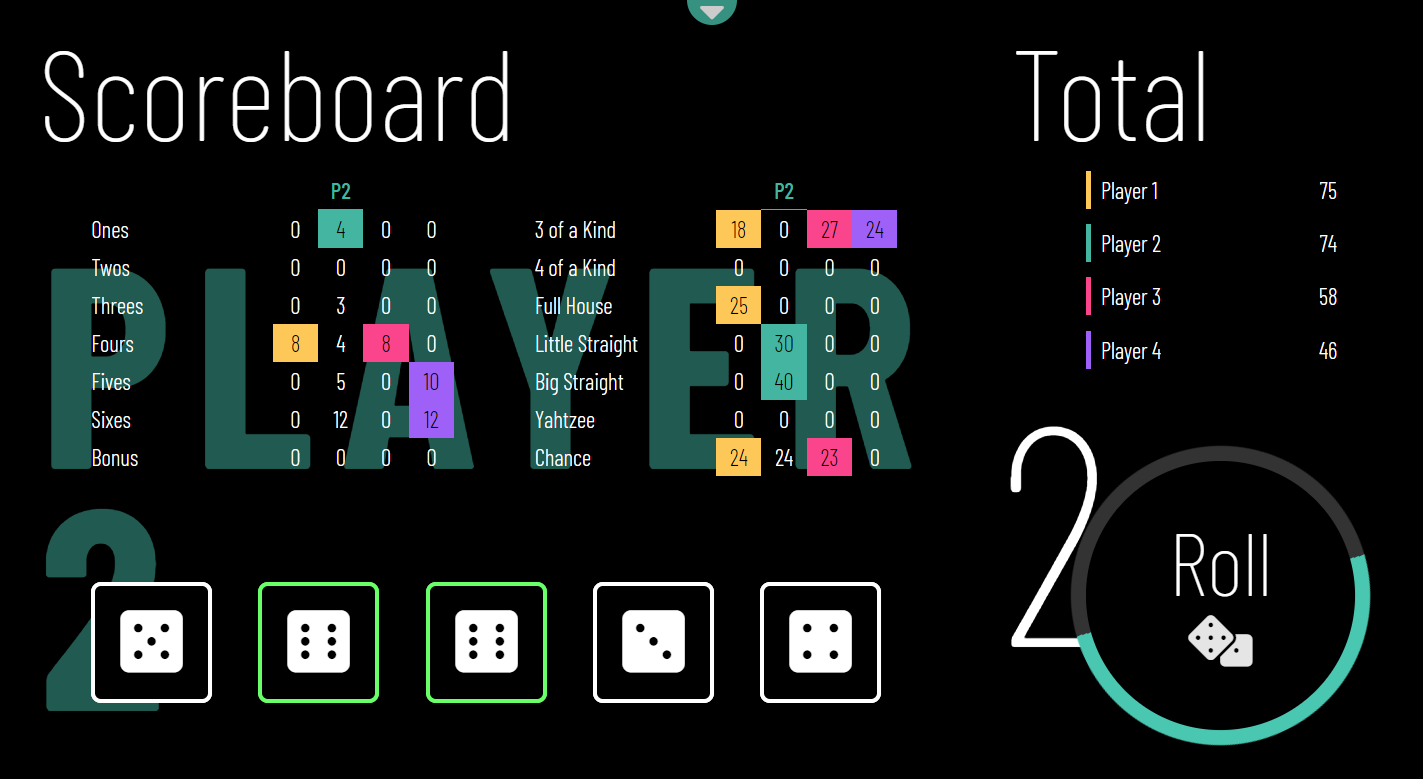 Scoreboard
Total
P2 P2
Ones 0 4 0 0 3 of a Kind 18 0 27 24
Twos 0 0 0 0 4 of a Kind 0 0 0 0
Threes 0 3 0 0 Full House 25 0 0 0
Fours 8 4 8 0 Little Straight 0 30 0 0
Fives 0 5 0 10 Big Straight 0 40 0 0
Sixes 0 12 0 12 Yahtzee 0 0 0 0
Bonus 0 0 0 0 Chance 24 24 23 0
Player 1 75
Player 2 74
Player 3 58
Player 4 46
PLAYER
2
2
Roll